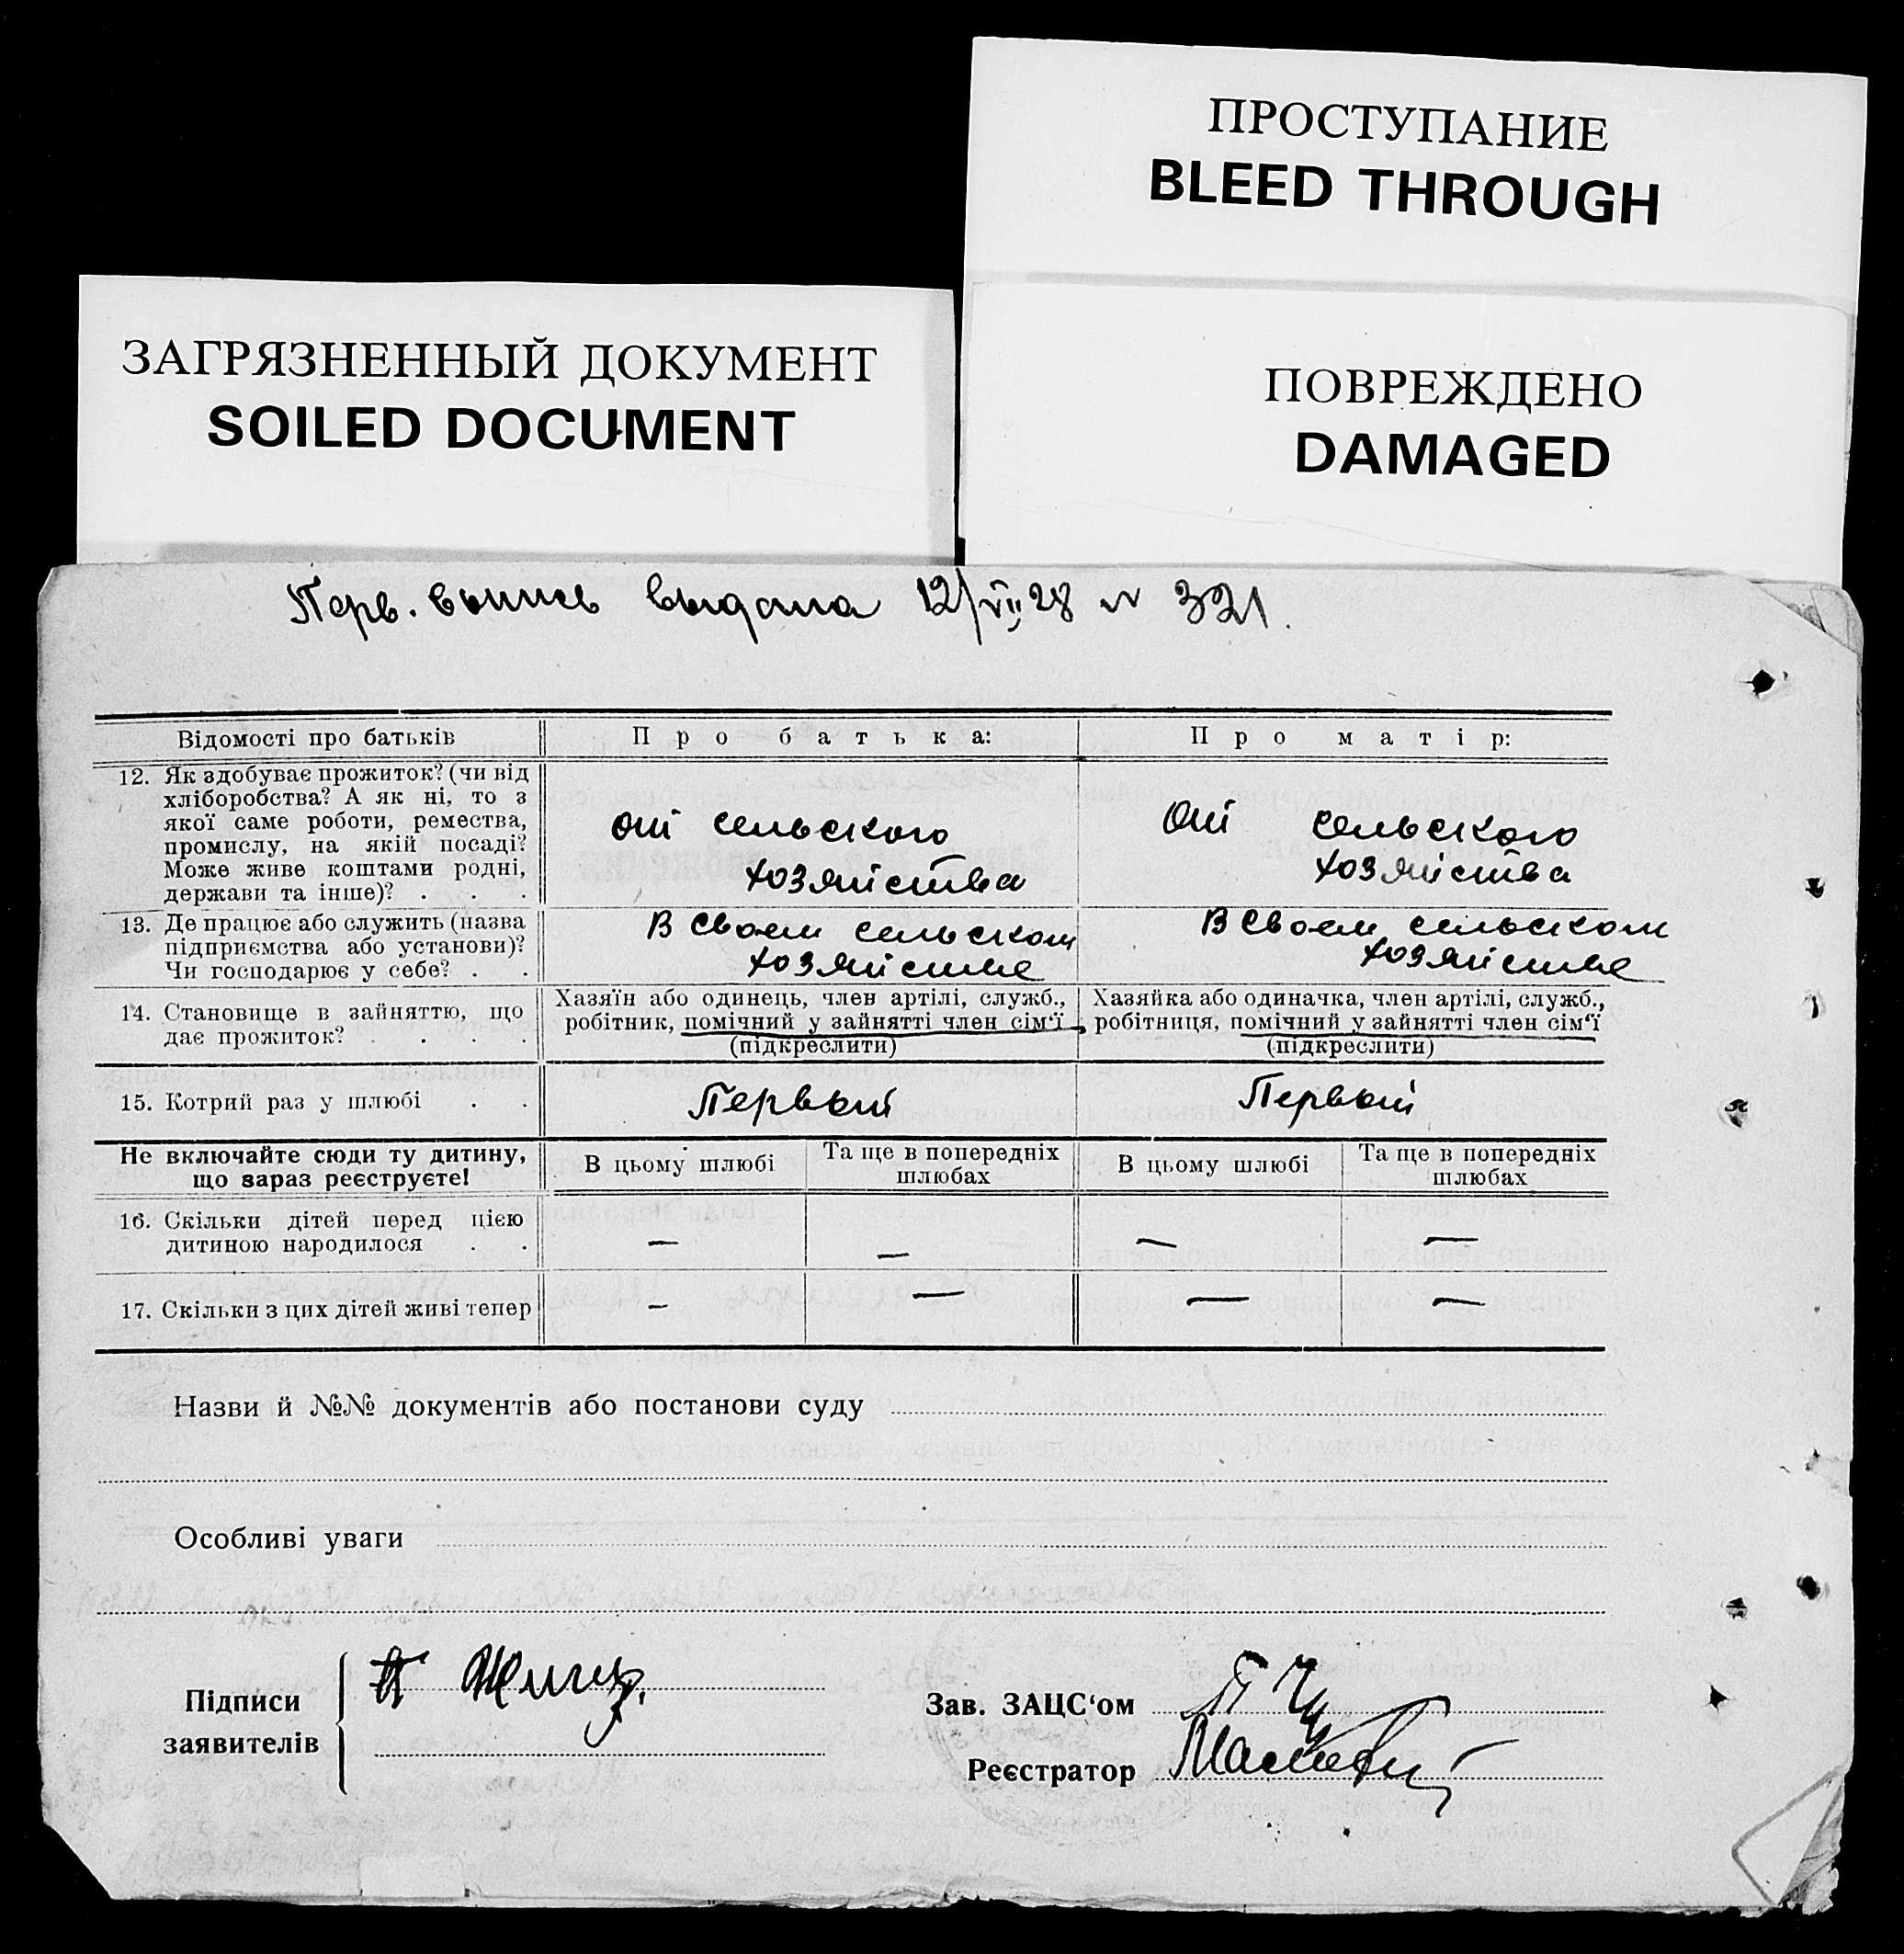 ПРОСТУПАНИЕ
BLEED THROUGH
ЗАГРЯЗНЕННЫЙ ДОКУМЕНТ
SOILED DOCUMENT
ПОВРЕЖДЕНО
DAMAGED
Перв. выпись выдана 12/VII 28 N 321.
Відомості про батьків
Про батька:
Про матір:
12. Як здобуває прожиток? (чи від
хліборобства? А як ні, то з
якої саме роботи, ремества,
промислу, на якій посаді?
Може живе коштами родні,
держави та інше)? . . .
от сельского
хозяйства
От сельского
хозяйства
13. Де працює або служить (назва
підприємства або установи)?
Чи господарює у себе? . .
В своем сельском
хозяйстве
В своем сельском
хозяйстве
14. Становище в зайняттю, що
дає прожиток? . . . .
Хазяїн або одинець, член артілі, служб.,
робітник, помічний у зайнятті член сім‘ї
(підкреслити)
Хазяйка або одиначка, член артілі, служб.,
робітниця, помічний у зайнятті член сім‘ї
(підкреслити)
15. Котрий раз у шлюбі . .
Первый
Первый
Не включайте сюди ту дитину,
що зараз реєструєте!
В цьому шлюбі
Та ще в попередніх
шлюбах
В цьому шлюбі
Та ще в попередніх
шлюбах
16. Скільки дітей перед цією
дитиною народилося . .
— — — —
17. Скільки з цих дітей живі тепер
— — — —
Назви й №№ документів або постанови суду
Особливі уваги
Підписи
заявителів
Зав. ЗАЦС‘ом
Реєстратор